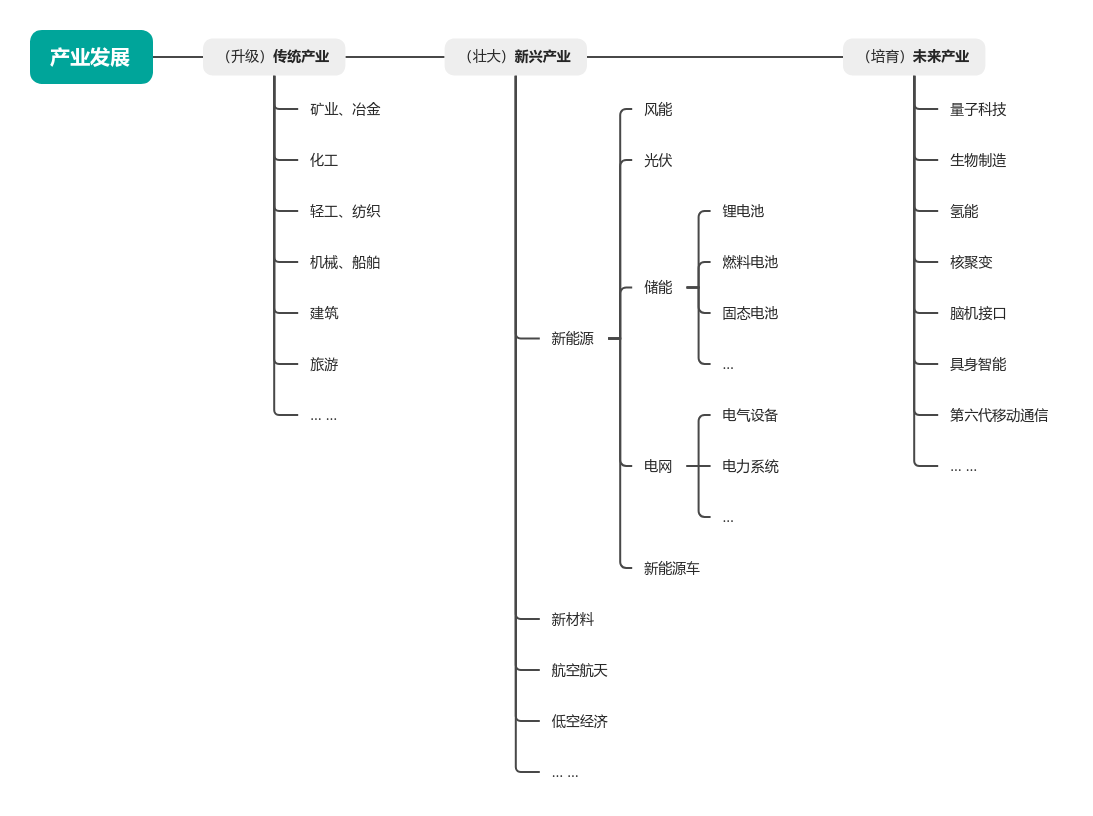 产业发展
（升级）传统产业
矿业、冶金
化工
轻工、纺织
机械、船舶
建筑
旅游
... ...
（壮大）新兴产业
新能源
风能
光伏
储能
锂电池
燃料电池
固态电池
...
电网
电气设备
电力系统
...
新能源车
新材料
航空航天
低空经济
... ...
（培育）未来产业
量子科技
生物制造
氢能
核聚变
脑机接口
具身智能
第六代移动通信
... ...